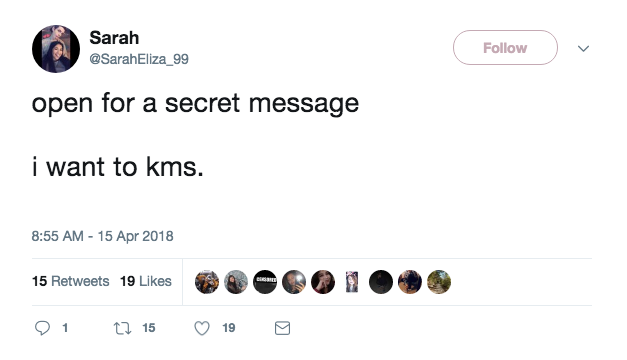 Sarah
@SarahEliza_99
Follow
open for a secret message
i want to kms.
8:55 AM - 15 Apr 2018
15 Retweets 19 Likes
CENSORED
1 15 19